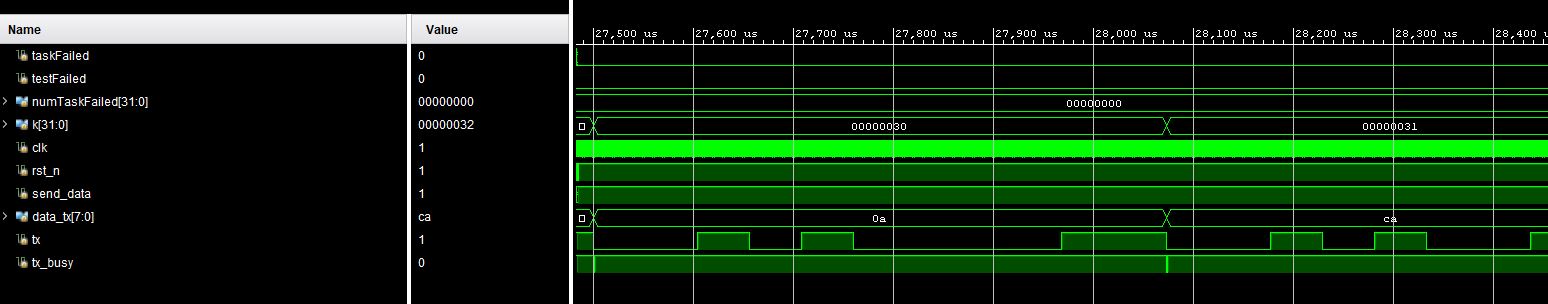 Name Value
27,500 us 27,600 us 27,700 us 27,800 us 27,900 us 28,000 us 28,100 us 28,200 us 28,300 us 28,400 us
taskFailed 0
testFailed 0
numTaskFailed[31:0] 00000000 00000000
k[31:0] 00000032 00000030 00000031
clk 1
rst_n 1
send_data 1
data_tx[7:0] ca 0a ca
tx 1
tx_busy 0